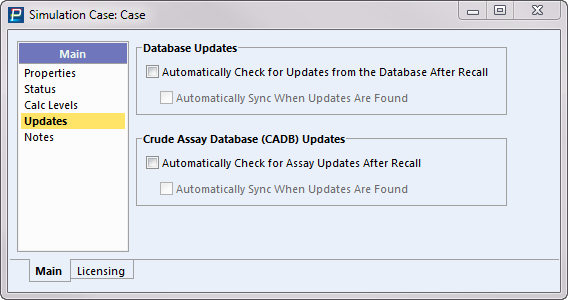 Simulation Case: Case
Main
Properties
Status
Calc Levels
Updates
Notes
Database Updates
Automatically Check for Updates from the Database After Recall
Automatically Sync When Updates Are Found
Crude Assay Database (CADB) Updates
Automatically Check for Assay Updates After Recall
Automatically Sync When Updates Are Found
Main
Licensing